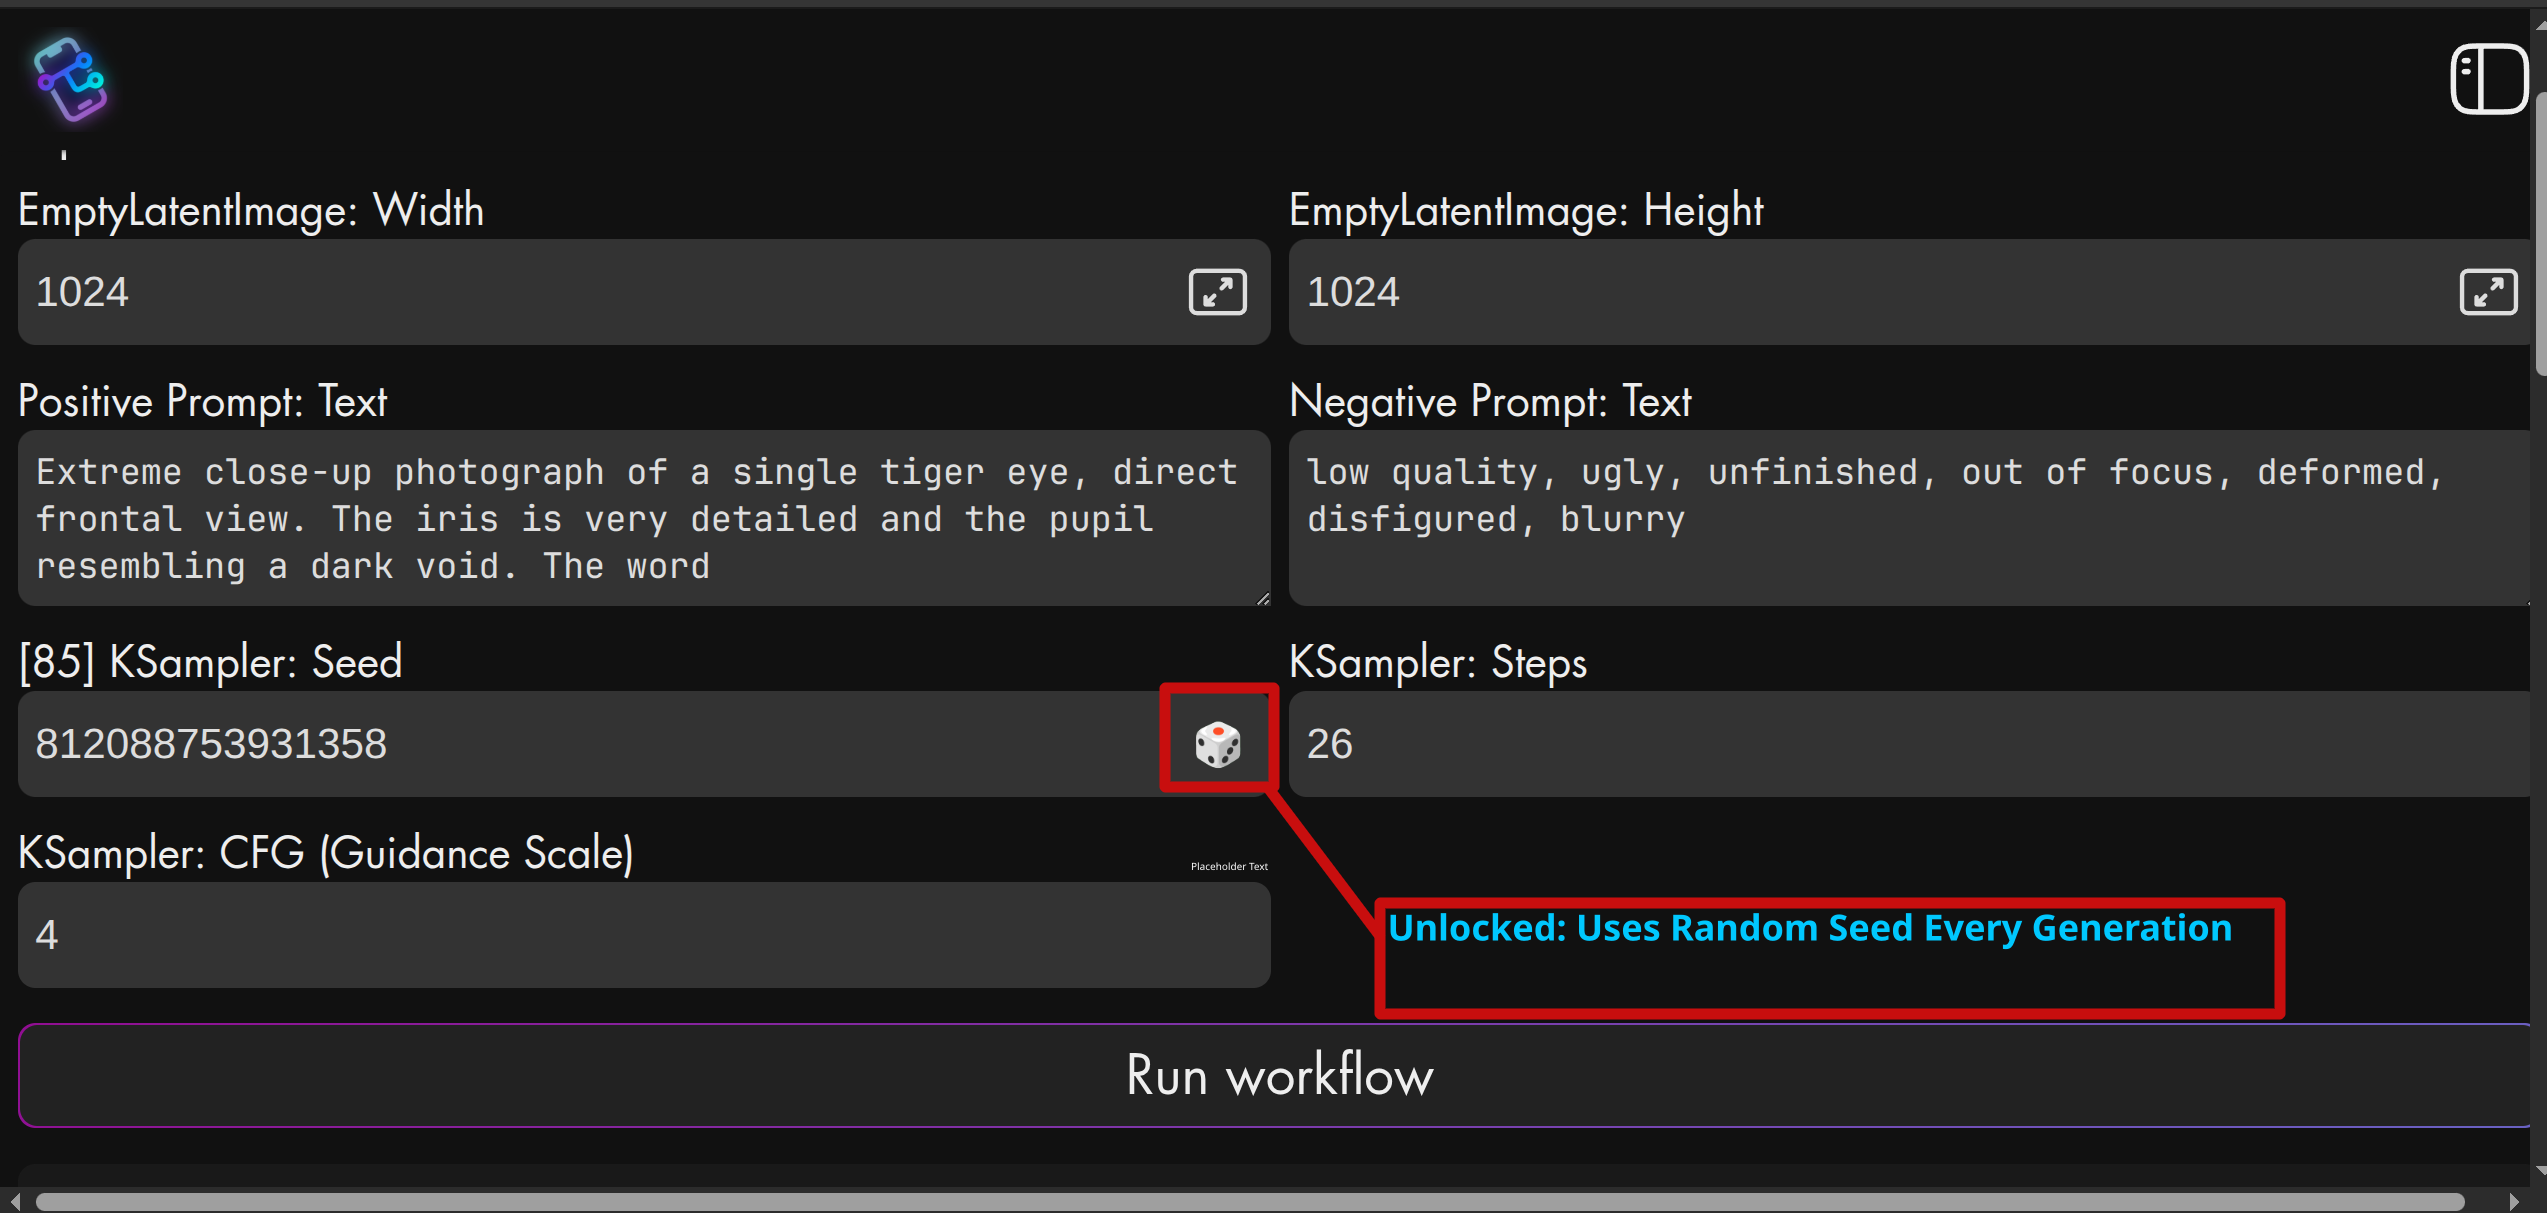 EmptyLatentImage: Width
EmptyLatentImage: Height
1024
1024
Positive Prompt: Text
Negative Prompt: Text
Extreme close-up photograph of a single tiger eye, direct
frontal view. The iris is very detailed and the pupil
resembling a dark void. The word
low quality, ugly, unfinished, out of focus, deformed,
disfigured, blurry
[85] KSampler: Seed
KSampler: Steps
812088753931358
26
KSampler: CFG (Guidance Scale)
Placeholder Text
4
Unlocked: Uses Random Seed Every Generation
Run workflow